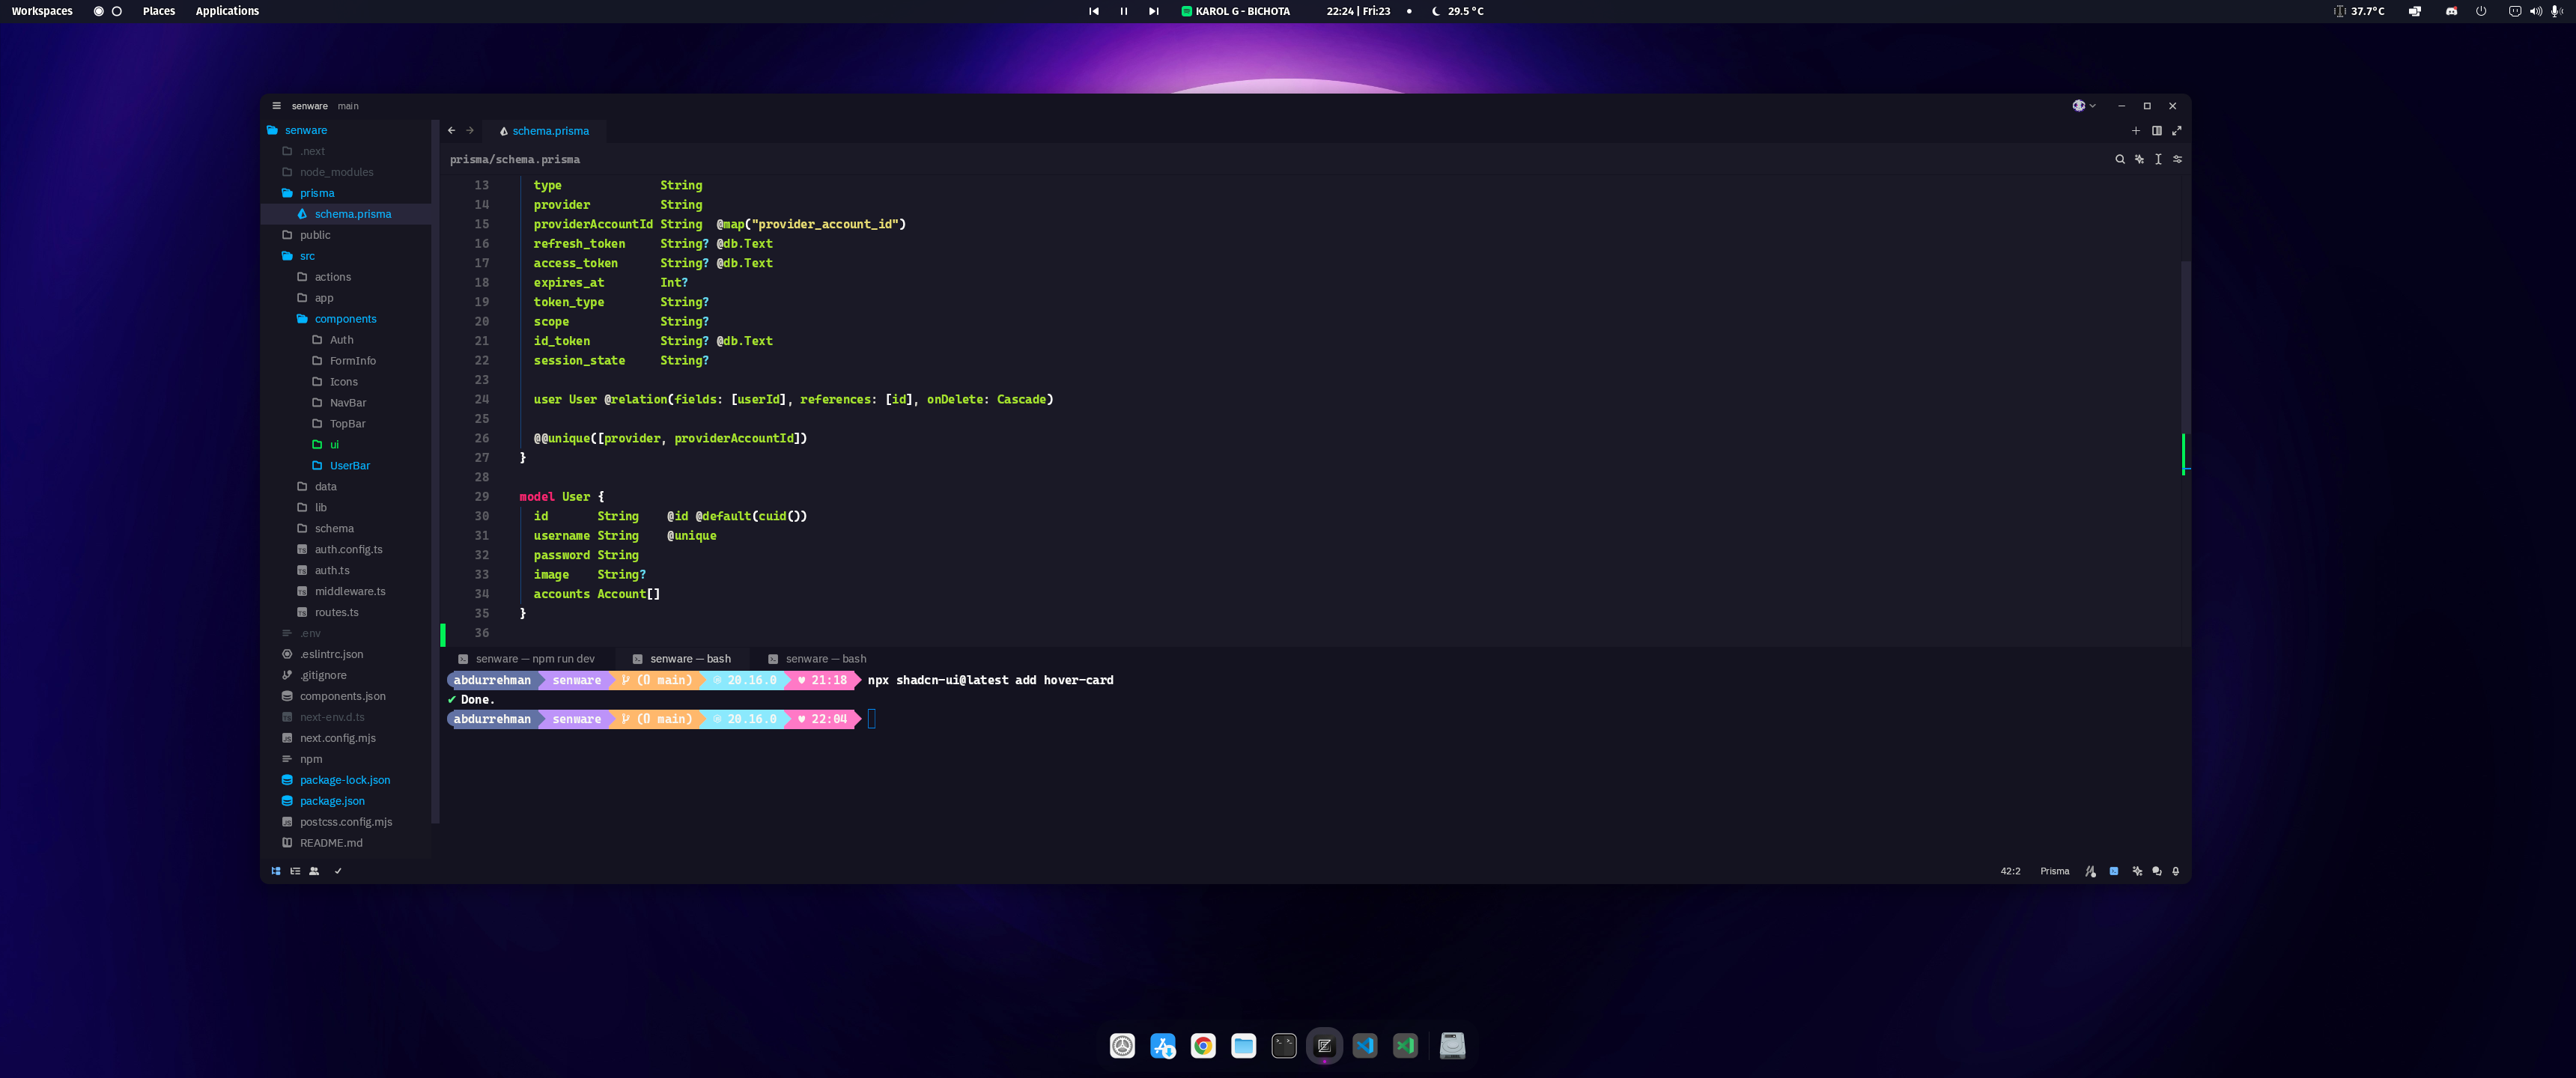 Workspaces Places Applications KAROL G - BICHOTA 22:24 | Fri:23 29.5 °C 37.7°C
senware main
senware
.next
node_modules
prisma
schema.prisma
public
src
actions
app
components
Auth
FormInfo
Icons
NavBar
TopBar
ui
UserBar
data
lib
schema
auth.config.ts
auth.ts
middleware.ts
routes.ts
.env
.eslintrc.json
.gitignore
components.json
next-env.d.ts
next.config.mjs
npm
package-lock.json
package.json
postcss.config.mjs
README.md
schema.prisma
prisma/schema.prisma
13 type String
14 provider String
15 providerAccountId String @map("provider_account_id")
16 refresh_token String? @db.Text
17 access_token String? @db.Text
18 expires_at Int?
19 token_type String?
20 scope String?
21 id_token String? @db.Text
22 session_state String?
23
24 user User @relation(fields: [userId], references: [id], onDelete: Cascade)
25
26 @@unique([provider, providerAccountId])
27 }
28
29 model User {
30 id String @id @default(cuid())
31 username String @unique
32 password String
33 image String?
34 accounts Account[]
35 }
36
senware — npm run dev senware — bash senware — bash
abdurrehman senware main) 20.16.0 21:18 npx shadcn-ui@latest add hover-card
✔ Done.
abdurrehman senware main) 20.16.0 22:04
42:2 Prisma